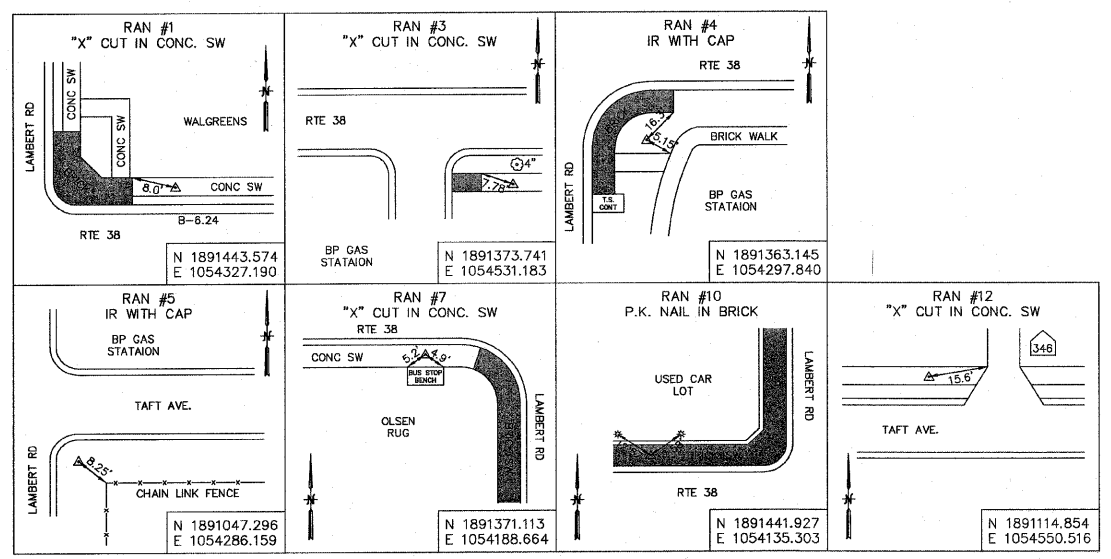 RAN #1
"X" CUT IN CONC. SW
CONC SW
LAMBERT RD
CONC SW
WALGREENS
N
8.0'
CONC SW
B-6.24
RTE 38
N 1891443.574
E 1054327.190
RAN #3
"X" CUT IN CONC. SW
N
RTE 38
4"
7.78'
BP GAS
STATAION
N 1891373.741
E 1054531.183
RAN #4
IR WITH CAP
RTE 38
N
16.3'
5.15'
BRICK WALK
LAMBERT RD
T.S.
CONT
BP GAS
STATAION
N 1891363.145
E 1054297.840
RAN #5
IR WITH CAP
BP GAS
STATAION
N
TAFT AVE.
LAMBERT RD
8.25'
CHAIN LINK FENCE
N 1891047.296
E 1054286.159
RAN #7
"X" CUT IN CONC. SW
RTE 38
CONC SW
5.2'
4.9'
BUS STOP
BENCH
OLSEN
RUG
LAMBERT RD
N
N 1891371.113
E 1054188.664
RAN #10
P.K. NAIL IN BRICK
USED CAR
LOT
LAMBERT RD
N
RTE 38
N 1891441.927
E 1054135.303
RAN #12
"X" CUT IN CONC. SW
346
15.6'
TAFT AVE.
N
N 1891114.854
E 1054550.516